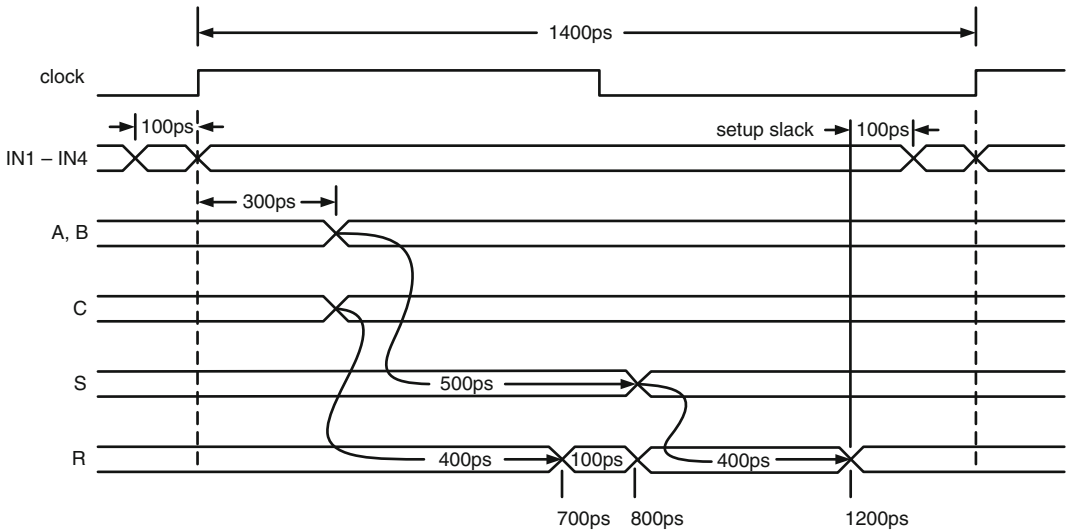 1400ps
clock
100ps
setup slack
100ps
IN1 – IN4
300ps
A, B
C
S
500ps
R
400ps
100ps
400ps
700ps
800ps
1200ps